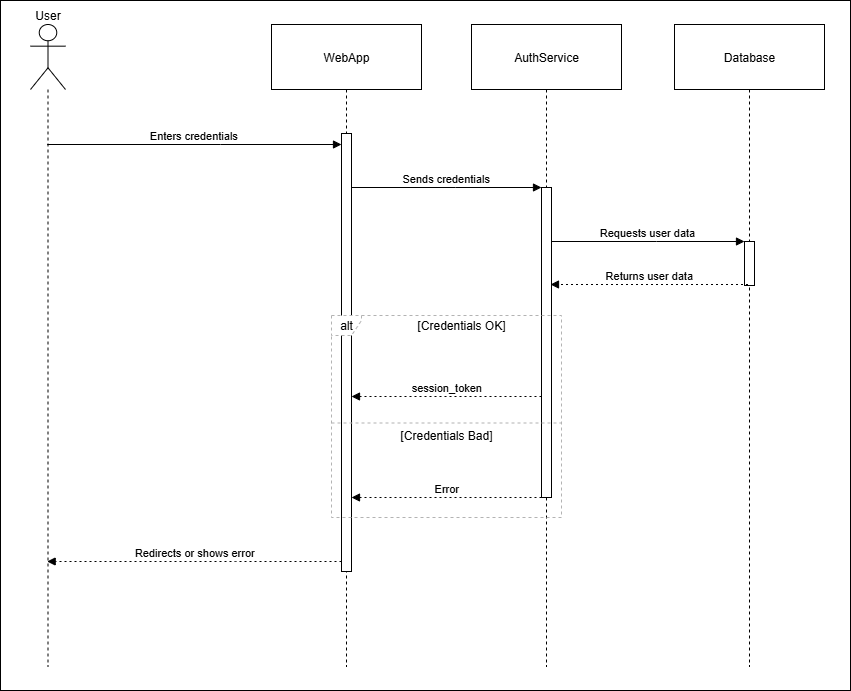 User
WebApp
AuthService
Database
Enters credentials
Sends credentials
Requests user data
Returns user data
alt
[Credentials OK]
session_token
[Credentials Bad]
Error
Redirects or shows error